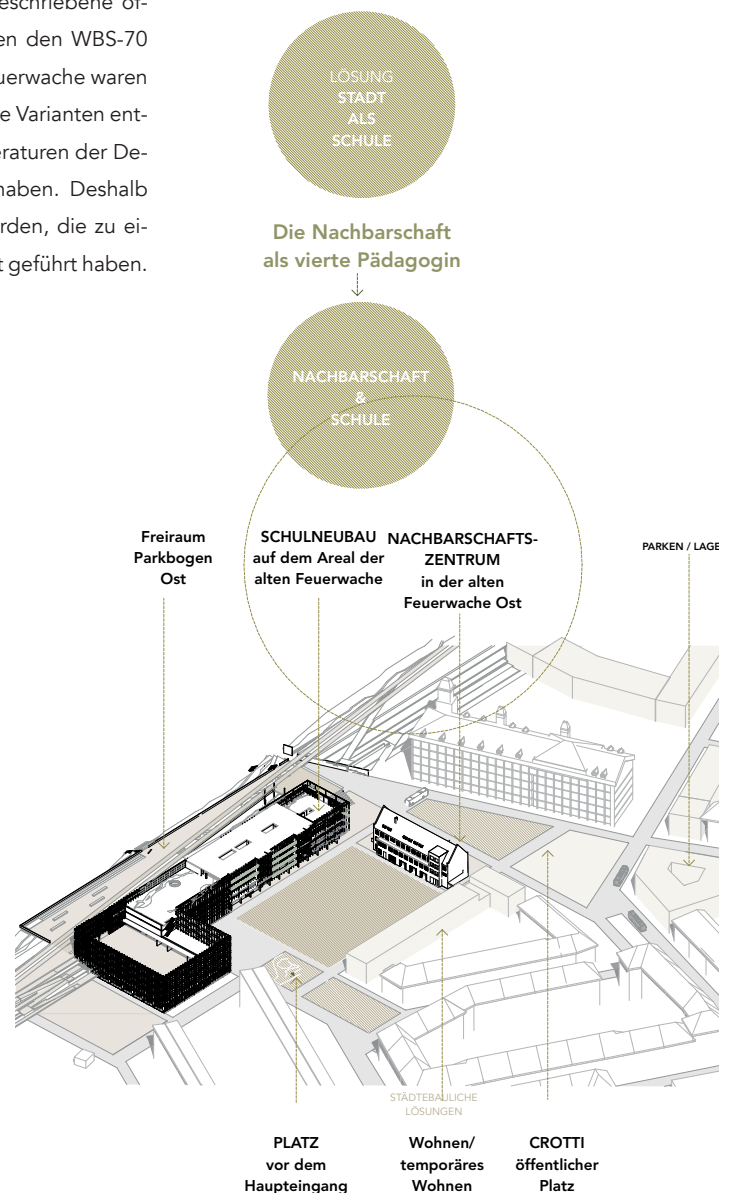 eschriebene öf-
en den WBS-70
uerwache waren
e Varianten ent-
eraturen der De-
haben. Deshalb
rden, die zu ei-
t geführt haben.
LÖSUNG
STADT
ALS
SCHULE
Die Nachbarschaft
als vierte Pädagogin
NACHBARSCHAFT
&
SCHULE
Freiraum
Parkbogen
Ost
SCHULNEUBAU
auf dem Areal der
alten Feuerwache
NACHBARSCHAFTS-
ZENTRUM
in der alten
Feuerwache Ost
PARKEN / LAGE
STÄDTEBAULICHE
LÖSUNGEN
PLATZ
vor dem
Haupteingang
Wohnen/
temporäres
Wohnen
CROTTI
öffentlicher
Platz